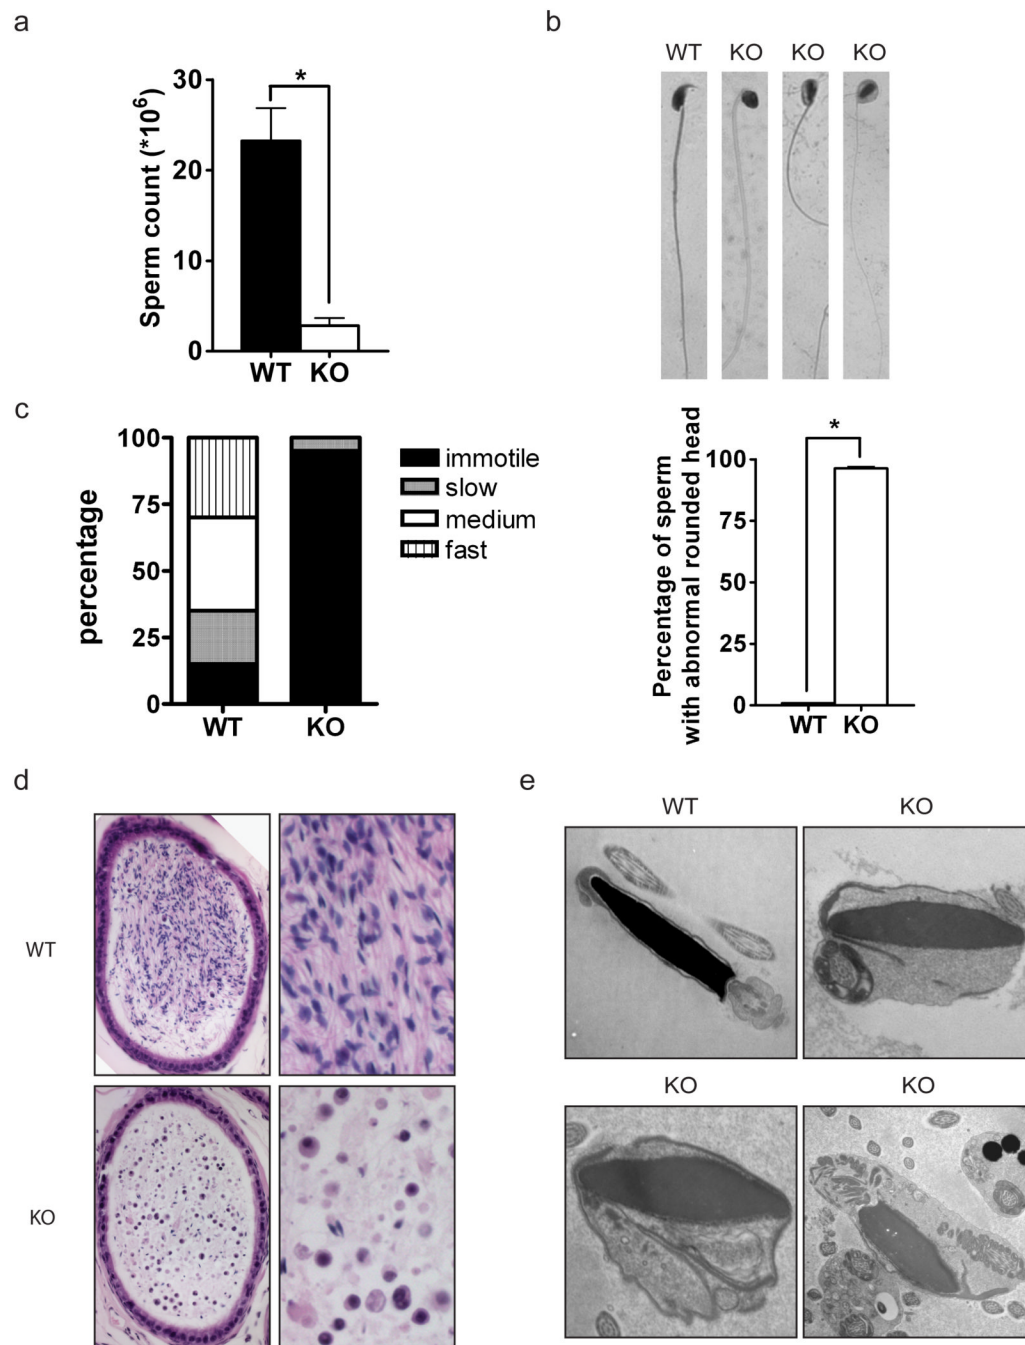 a
30
20
10
0
Sperm count (*10⁶)
*
WT KO
b
WT KO KO KO
100
75
50
25
0
Percentage of sperm
with abnormal rounded head
*
WT KO
c
100
75
50
25
0
percentage
WT KO
immotile
slow
medium
fast
d
WT
KO
e
WT KO
KO KO